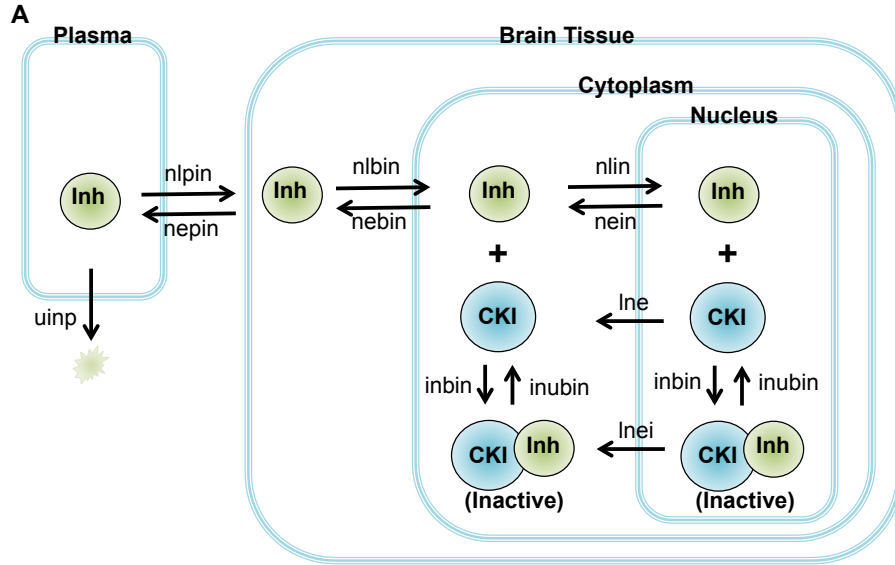 A
Plasma
Brain Tissue
Cytoplasm
Nucleus
Inh
nlpin
nepin
Inh
nlbin
nebin
Inh
nlin
nein
Inh
+
+
uinp
CKI
lne
CKI
inbin
inubin
inbin
inubin
CKI
Inh
lnei
CKI
Inh
(Inactive)
(Inactive)